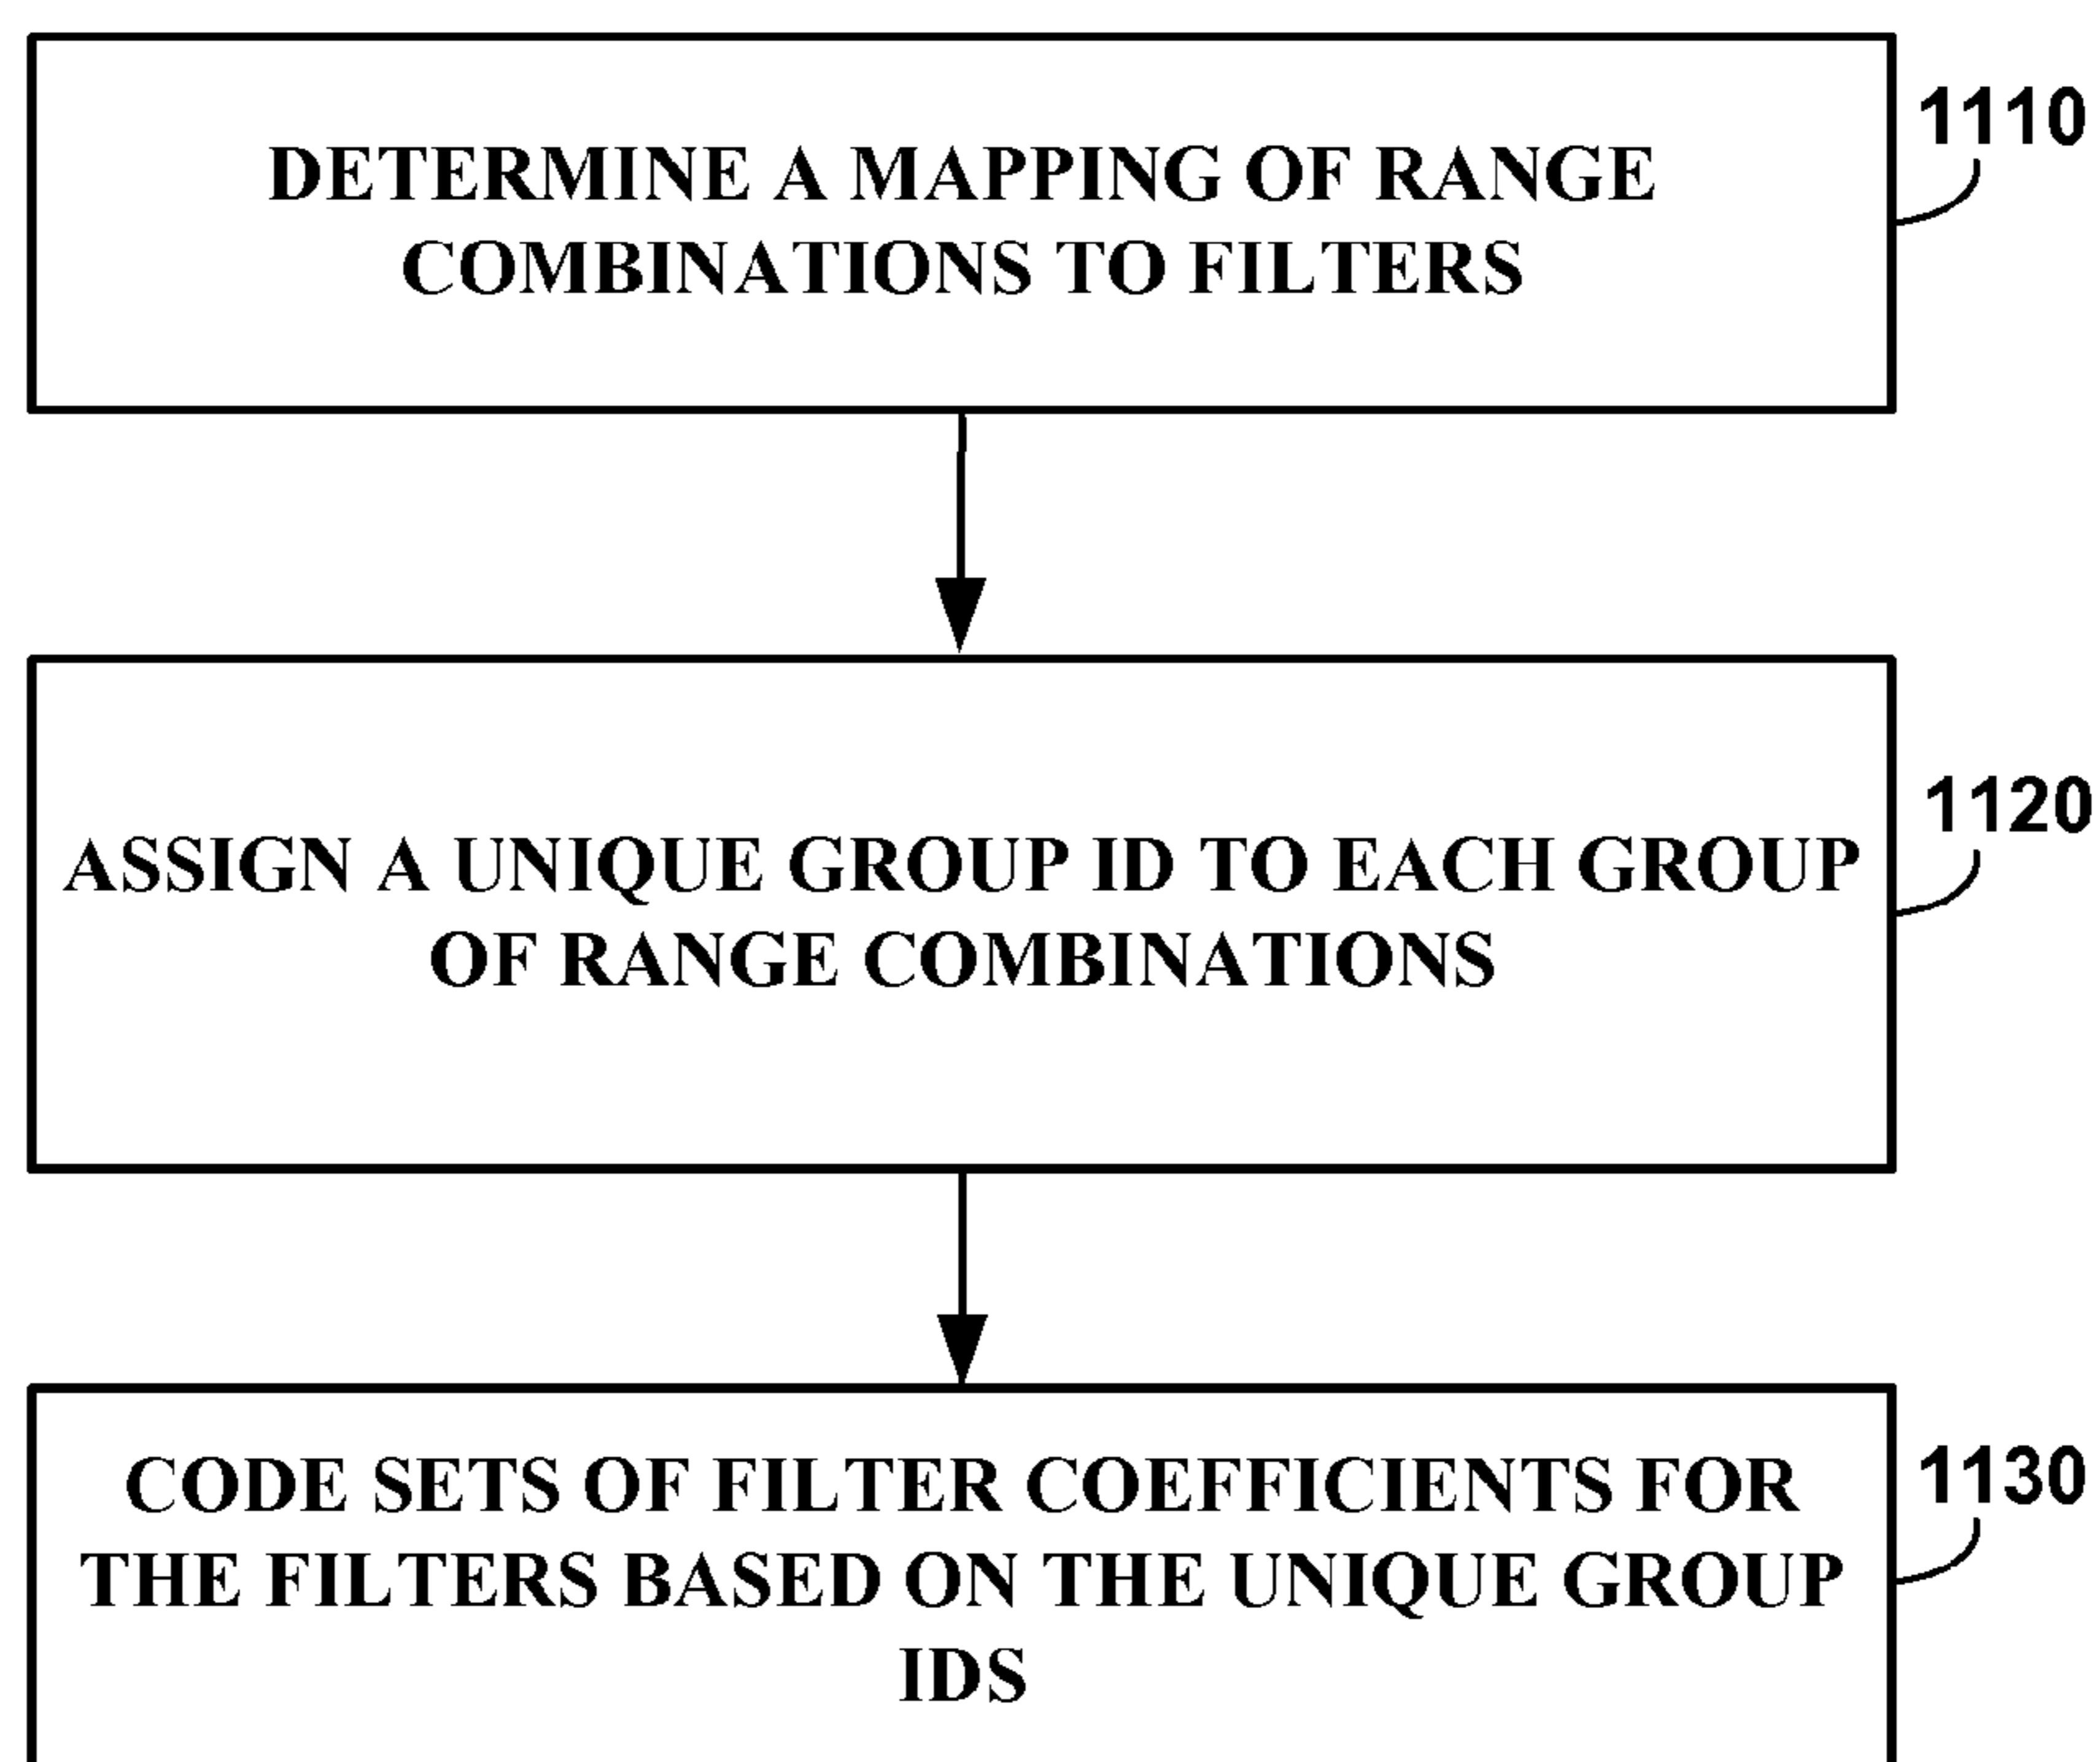 1110
DETERMINE A MAPPING OF RANGE
COMBINATIONS TO FILTERS
1120
ASSIGN A UNIQUE GROUP ID TO EACH GROUP
OF RANGE COMBINATIONS
1130
CODE SETS OF FILTER COEFFICIENTS FOR
THE FILTERS BASED ON THE UNIQUE GROUP
IDS